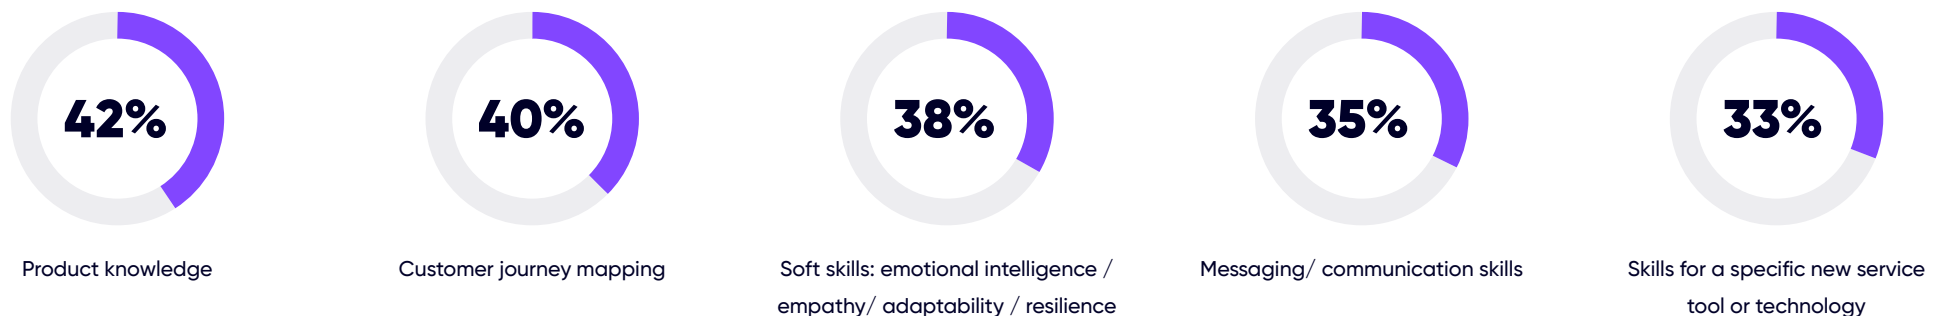 42%
Product knowledge
40%
Customer journey mapping
38%
Soft skills: emotional intelligence /
empathy/ adaptability / resilience
35%
Messaging/ communication skills
33%
Skills for a specific new service
tool or technology